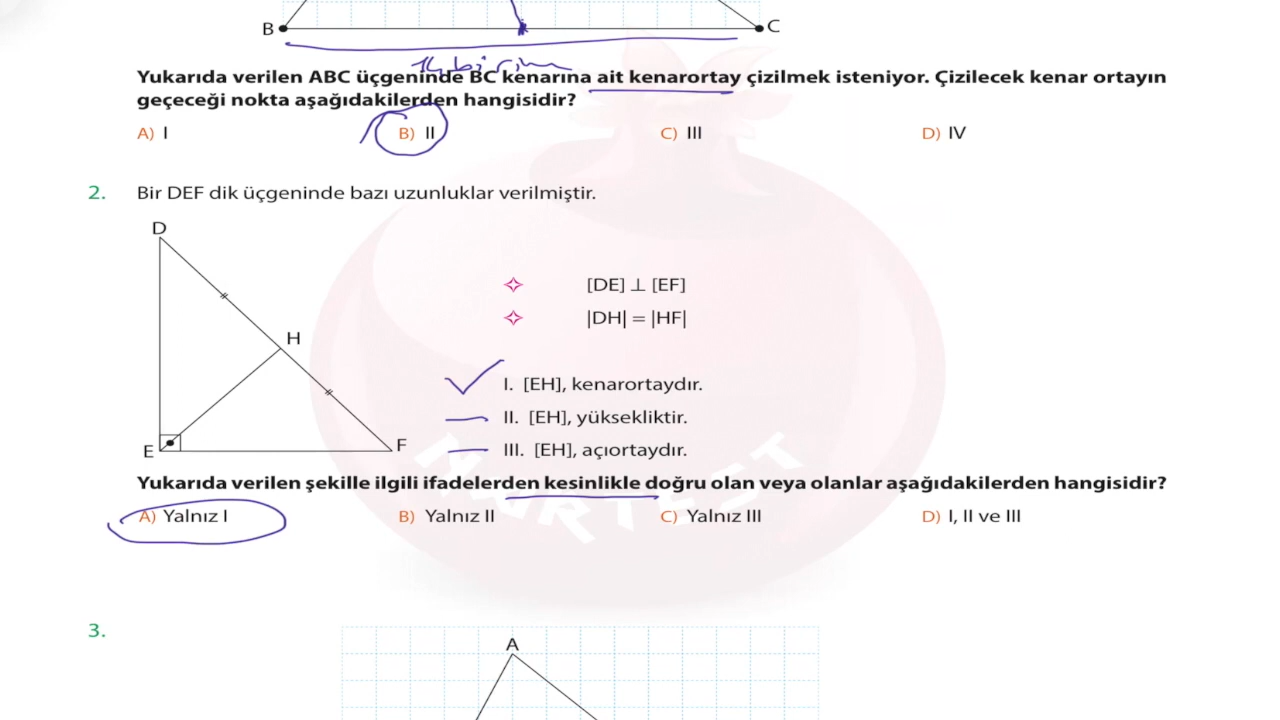 B
C
14 birim
Yukarıda verilen ABC üçgeninde BC kenarına ait kenarortay çizilmek isteniyor. Çizilecek kenar ortayın
geçeceği nokta aşağıdakilerden hangisidir?
A) I B) II C) III D) IV
2. Bir DEF dik üçgeninde bazı uzunluklar verilmiştir.
D
[DE] ⊥ [EF]
|DH| = |HF|
H
I. [EH], kenarortaydır.
II. [EH], yüksekliktir.
E
F
III. [EH], açıortaydır.
Yukarıda verilen şekille ilgili ifadelerden kesinlikle doğru olan veya olanlar aşağıdakilerden hangisidir?
A) Yalnız I B) Yalnız II C) Yalnız III D) I, II ve III
3.
A